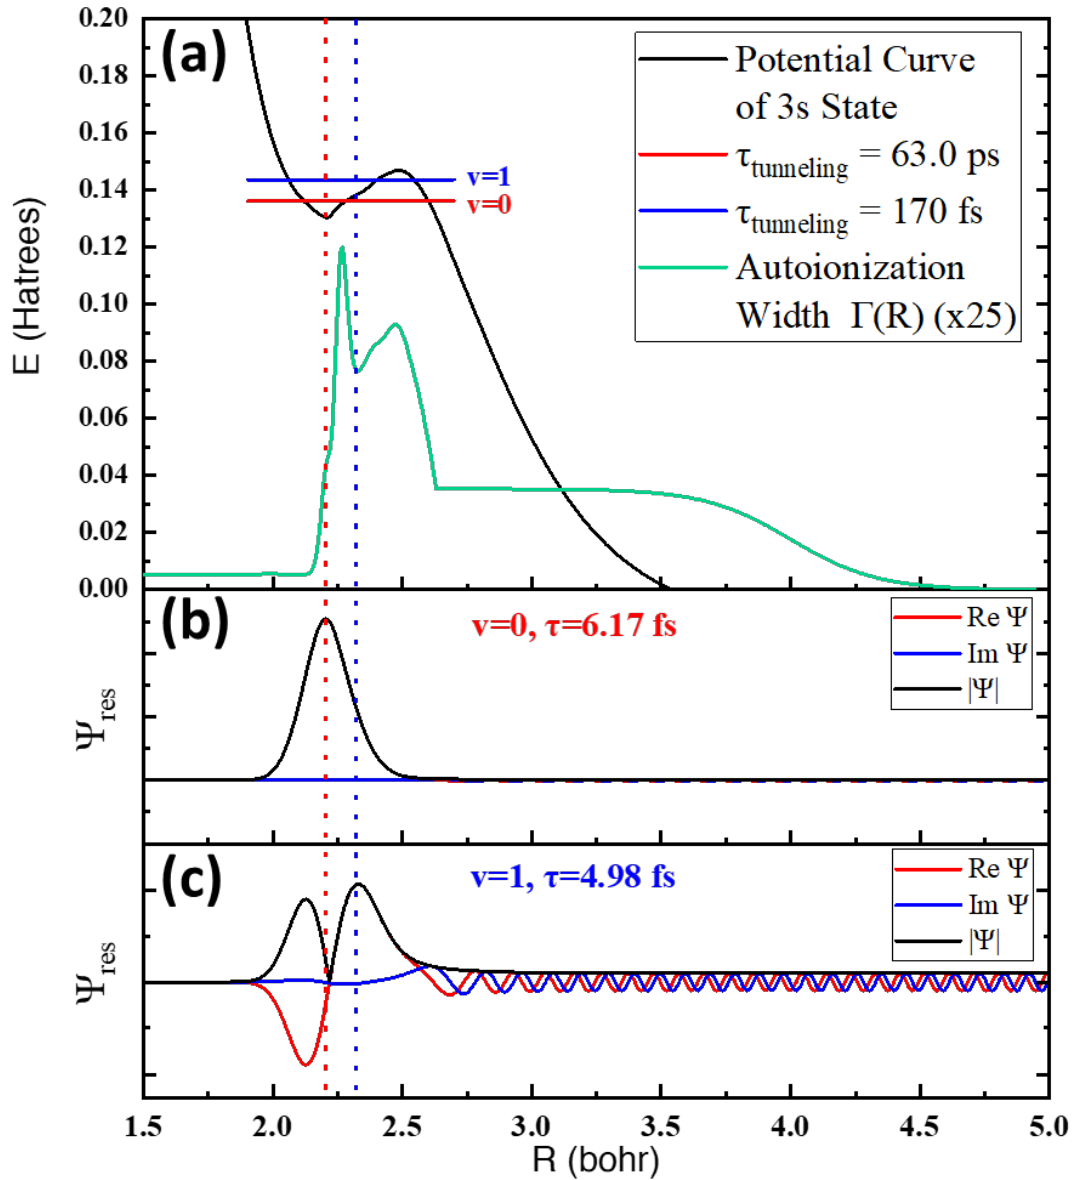 (a)
Potential Curve
of 3s State
τtunneling = 63.0 ps
τtunneling = 170 fs
Autoionization
Width Γ(R) (x25)
v=1
v=0
E (Hatrees)
0.20
0.18
0.16
0.14
0.12
0.10
0.08
0.06
0.04
0.02
0.00
(b)
v=0, τ=6.17 fs
Re Ψ
Im Ψ
|Ψ|
Ψres
(c)
v=1, τ=4.98 fs
Re Ψ
Im Ψ
|Ψ|
Ψres
1.5 2.0 2.5 3.0 3.5 4.0 4.5 5.0
R (bohr)